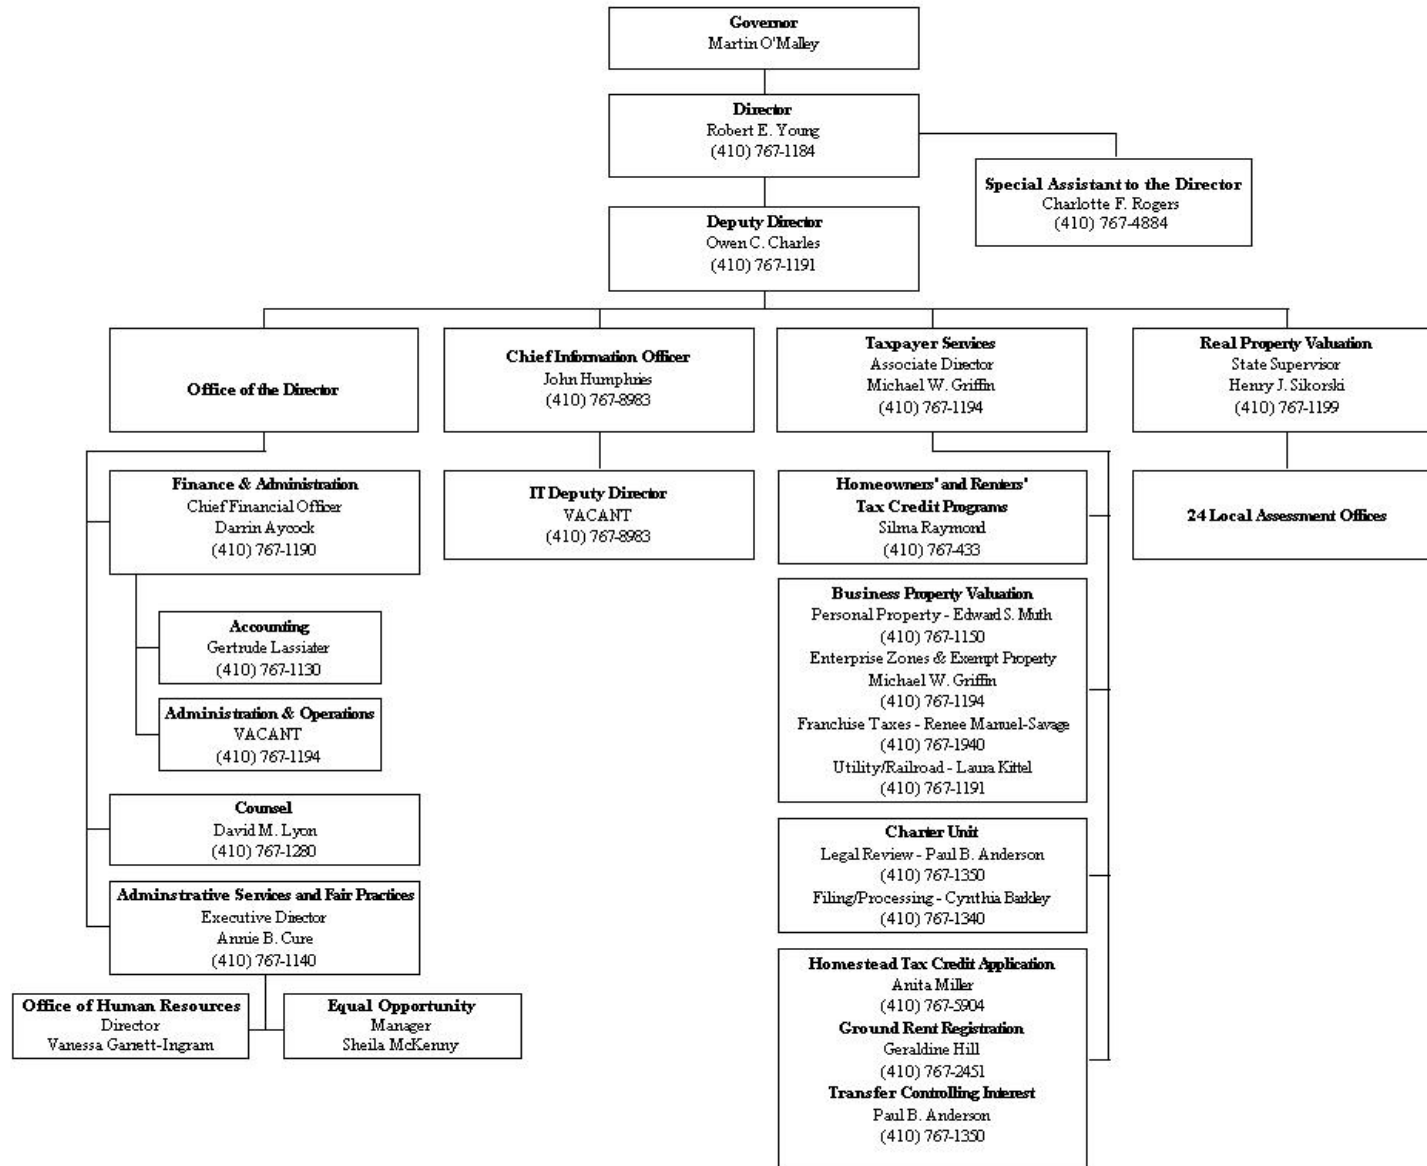 Governor
Martin O'Malley
Director
Robert E. Young
(410) 767-1184
Special Assistant to the Director
Charlotte F. Rogers
(410) 767-4884
Deputy Director
Owen C. Charles
(410) 767-1191
Office of the Director
Chief Information Officer
John Humphries
(410) 767-8983
Taxpayer Services
Associate Director
Michael W. Griffin
(410) 767-1194
Real Property Valuation
State Supervisor
Henry J. Sikorski
(410) 767-1199
Finance & Administration
Chief Financial Officer
Darrin Aycock
(410) 767-1190
Accounting
Gertrude Lassiater
(410) 767-1130
Administration & Operations
VACANT
(410) 767-1194
Counsel
David M. Lyon
(410) 767-1280
Adminstrative Services and Fair Practices
Executive Director
Annie B. Cure
(410) 767-1140
Office of Human Resources
Director
Vanessa Garrett-Ingram
Equal Opportunity
Manager
Sheila McKenny
IT Deputy Director
VACANT
(410) 767-8983
Homeowners' and Renters'
Tax Credit Programs
Silma Raymond
(410) 767-433
Business Property Valuation
Personal Property - Edward S. Muth
(410) 767-1150
Enterprise Zones & Exempt Property
Michael W. Griffin
(410) 767-1194
Franchise Taxes - Renee Manuel-Savage
(410) 767-1940
Utility/Railroad - Laura Kittel
(410) 767-1191
Charter Unit
Legal Review - Paul B. Anderson
(410) 767-1350
Filing/Processing - Cynthia Barkley
(410) 767-1340
Homestead Tax Credit Application
Anita Miller
(410) 767-5904
Ground Rent Registration
Geraldine Hill
(410) 767-2451
Transfer Controlling Interest
Paul B. Anderson
(410) 767-1350
24 Local Assessment Offices